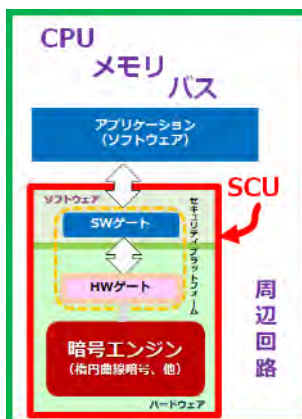 CPU
メモリ
バス
アプリケーション
(ソフトウェア)
SCU
ソフトウェア
セキュリティプラットフォーム
SWゲート
HWゲート
周辺回路
暗号エンジン
(楕円曲線暗号、他)
ハードウェア